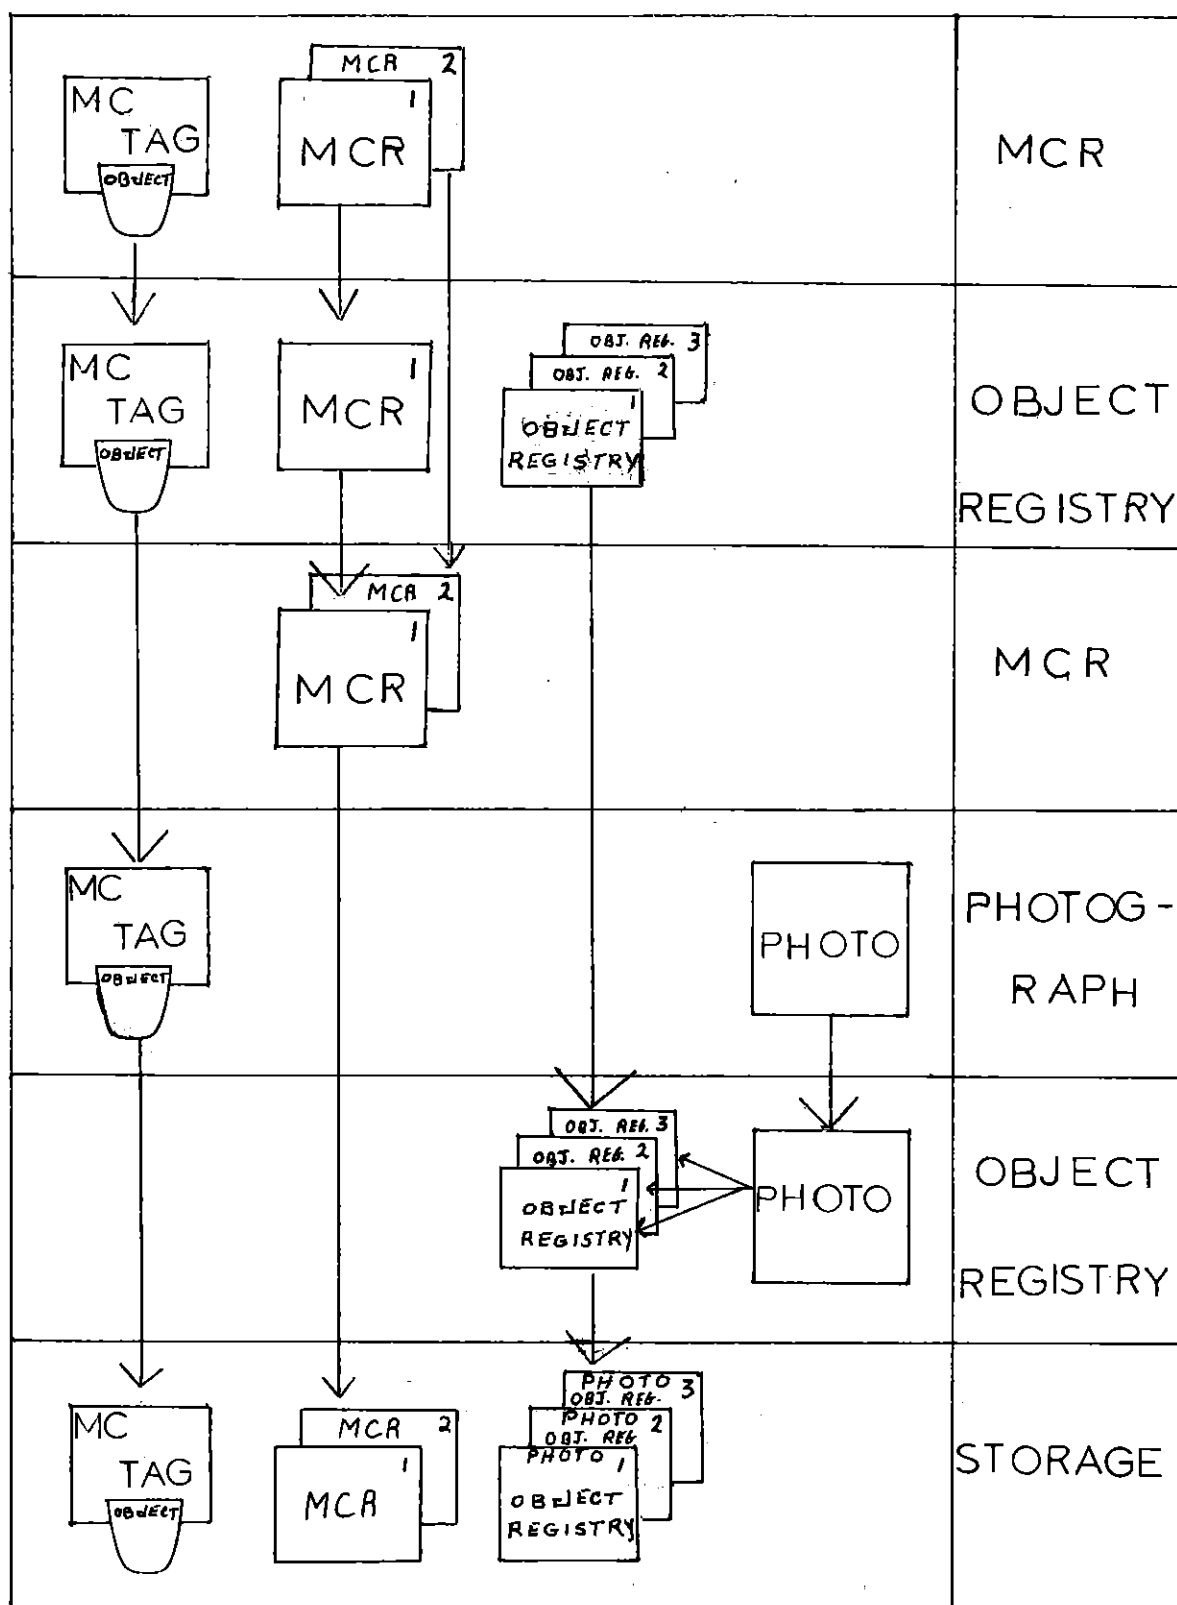 MC
TAG
OBJECT
MCR 2
1
MCR
MCR
MC
TAG
OBJECT
1
MCR
OBJ. REG. 3
OBJ. REG. 2
1
OBJECT
REGISTRY
OBJECT
REGISTRY
MCR 2
1
MCR
MCR
MC
TAG
OBJECT
PHOTO
PHOTOG-
RAPH
OBJ. REG. 3
OBJ. REG. 2
1
OBJECT
REGISTRY
PHOTO
OBJECT
REGISTRY
MC
TAG
OBJECT
MCR 2
1
MCR
PHOTO 3
OBJ. REG.
PHOTO 2
OBJ. REG
PHOTO 1
OBJECT
REGISTRY
STORAGE